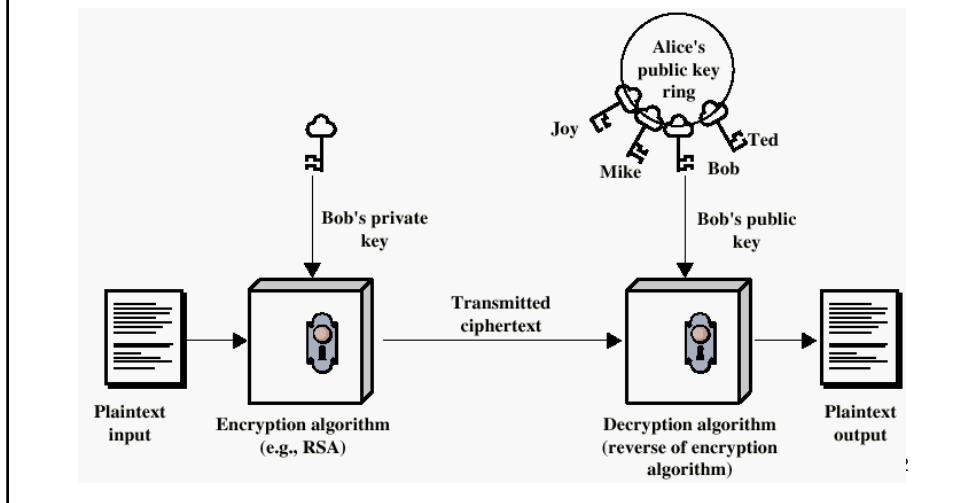 Alice's
public key
ring
Joy
Ted
Mike
Bob
Bob's private
key
Bob's public
key
Transmitted
ciphertext
Plaintext
input
Encryption algorithm
(e.g., RSA)
Decryption algorithm
(reverse of encryption
algorithm)
Plaintext
output